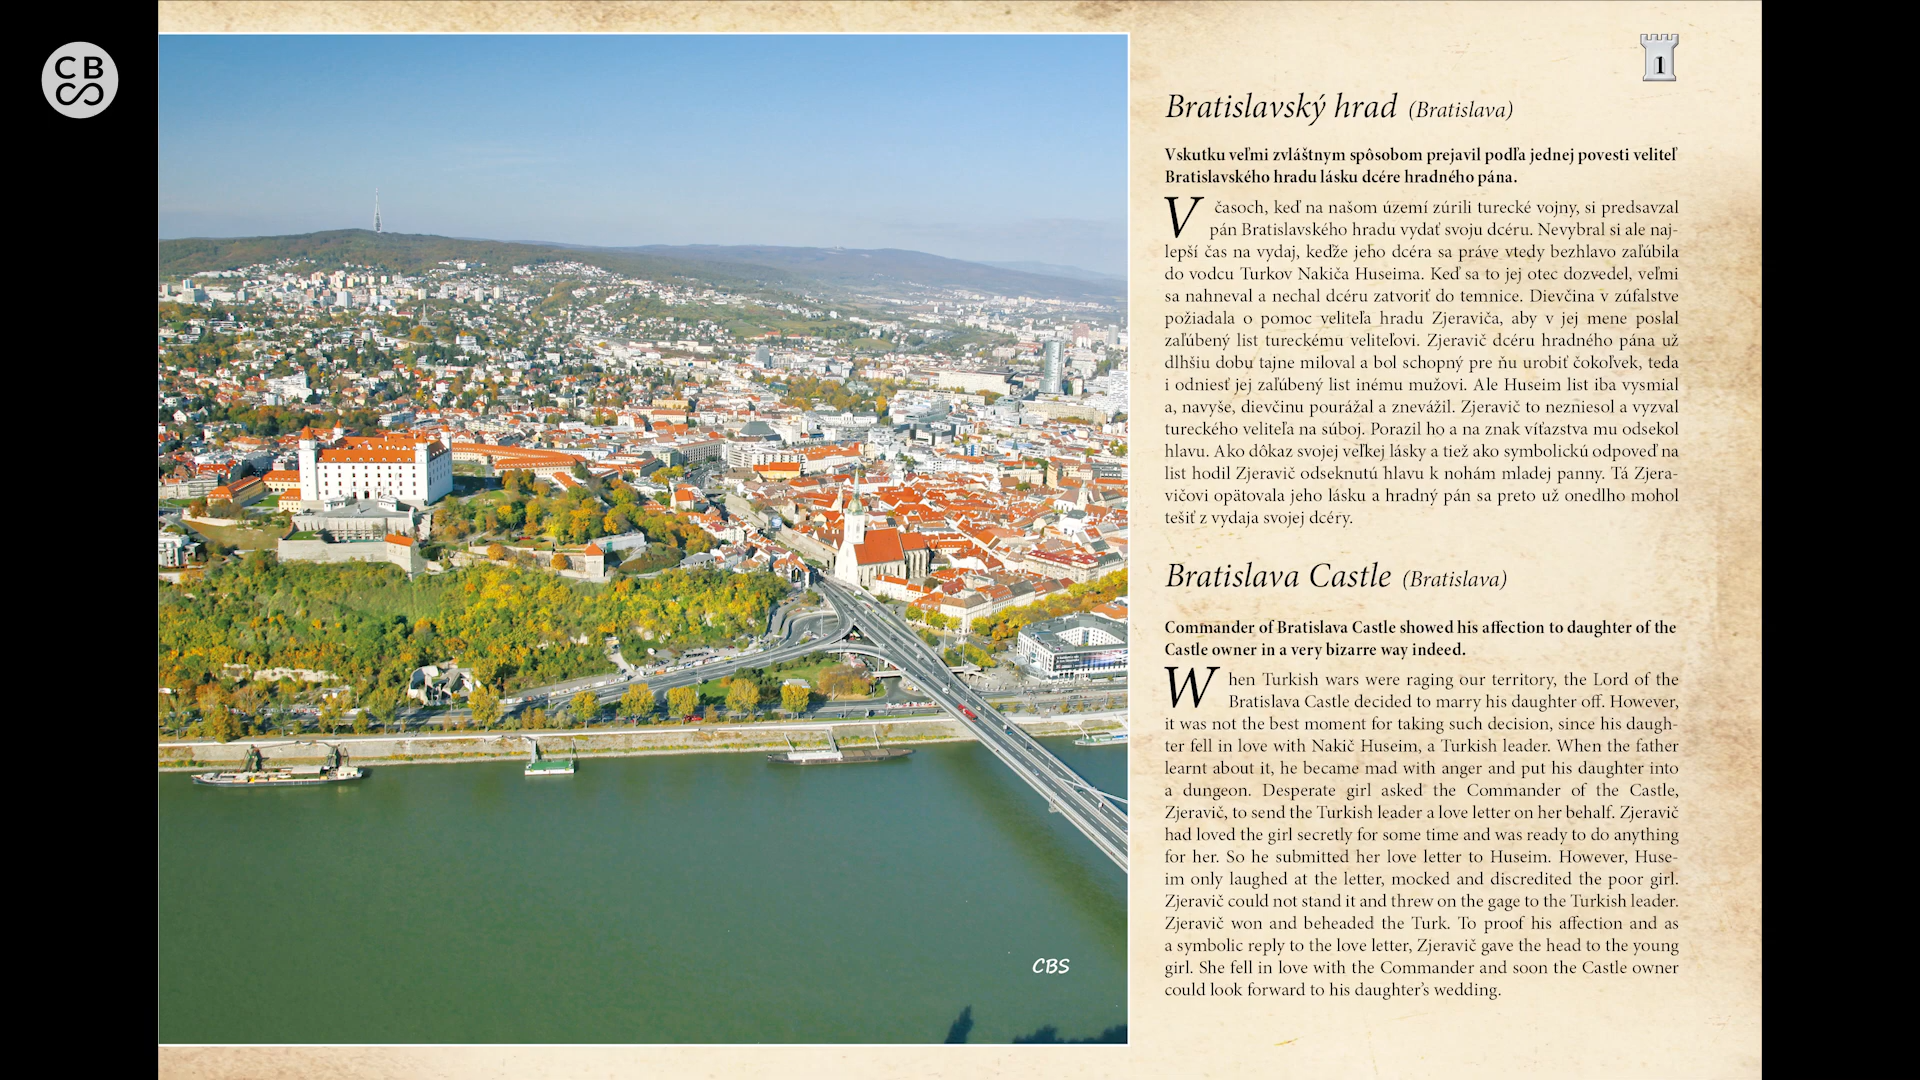 CB
CS
1
Bratislavský hrad (Bratislava)
Vskutku veľmi zvláštnym spôsobom prejavil podľa jednej povesti veliteľ
Bratislavského hradu lásku dcére hradného pána.
V časoch, keď na našom území zúrili turecké vojny, si predsavzal
pán Bratislavského hradu vydať svoju dcéru. Nevybral si ale naj-
lepší čas na vydaj, keďže jeho dcéra sa práve vtedy bezhlavo zaľúbila
do vodcu Turkov Nakiča Huseima. Keď sa to jej otec dozvedel, veľmi
sa nahneval a nechal dcéru zatvoriť do temnice. Dievčina v zúfalstve
požiadala o pomoc veliteľa hradu Zjeraviča, aby v jej mene poslal
zaľúbený list tureckému veliteľovi. Zjeravič dcéru hradného pána už
dlhšiu dobu tajne miloval a bol schopný pre ňu urobiť čokoľvek, teda
i odniesť jej zaľúbený list inému mužovi. Ale Huseim list iba vysmial
a, navyše, dievčinu pourážal a znevážil. Zjeravič to nezniesol a vyzval
tureckého veliteľa na súboj. Porazil ho a na znak víťazstva mu odsekol
hlavu. Ako dôkaz svojej veľkej lásky a tiež ako symbolickú odpoveď na
list hodil Zjeravič odseknutú hlavu k nohám mladej panny. Tá Zjera-
vičovi opätovala jeho lásku a hradný pán sa preto už onedlho mohol
tešiť z vydaja svojej dcéry.
Bratislava Castle (Bratislava)
Commander of Bratislava Castle showed his affection to daughter of the
Castle owner in a very bizarre way indeed.
When Turkish wars were raging our territory, the Lord of the
Bratislava Castle decided to marry his daughter off. However,
it was not the best moment for taking such decision, since his daugh-
ter fell in love with Nakič Huseim, a Turkish leader. When the father
learnt about it, he became mad with anger and put his daughter into
a dungeon. Desperate girl asked the Commander of the Castle,
Zjeravič, to send the Turkish leader a love letter on her behalf. Zjeravič
had loved the girl secretly for some time and was ready to do anything
for her. So he submitted her love letter to Huseim. However, Huse-
im only laughed at the letter, mocked and discredited the poor girl.
Zjeravič could not stand it and threw on the gage to the Turkish leader.
Zjeravič won and beheaded the Turk. To proof his affection and as
a symbolic reply to the love letter, Zjeravič gave the head to the young
girl. She fell in love with the Commander and soon the Castle owner
could look forward to his daughter's wedding.
CBS